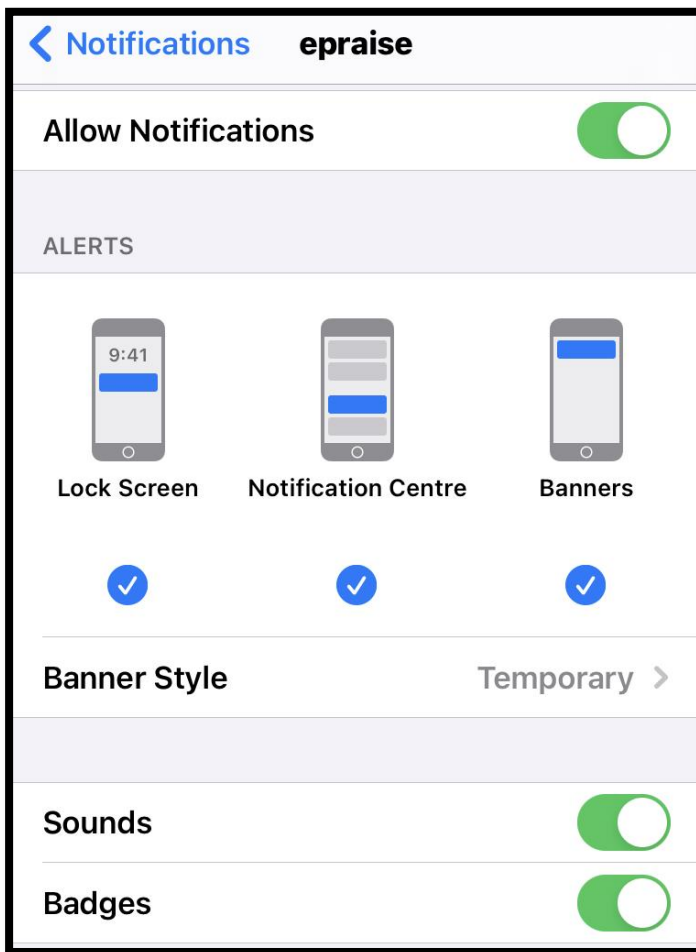 Notifications epraise
Allow Notifications
ALERTS
9:41
Lock Screen Notification Centre Banners
Banner Style Temporary
Sounds
Badges